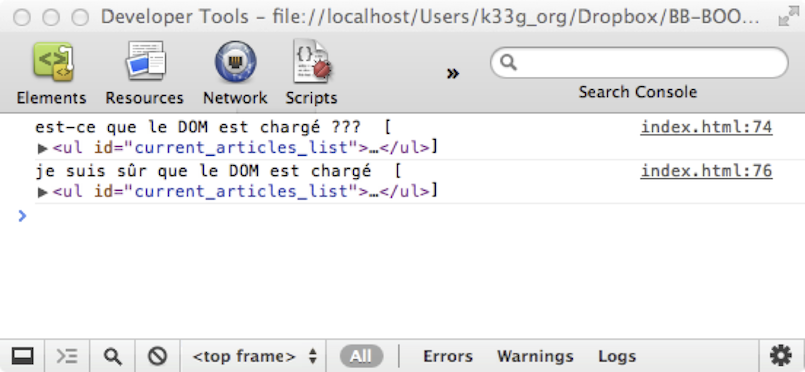 Developer Tools - file://localhost/Users/k33g_org/Dropbox/BB-BOO...
Elements Resources Network Scripts » Search Console
est-ce que le DOM est chargé ??? [ index.html:74
▶<ul id="current_articles_list">…</ul>]
je suis sûr que le DOM est chargé [ index.html:76
▶<ul id="current_articles_list">…</ul>]
>
<top frame> All Errors Warnings Logs